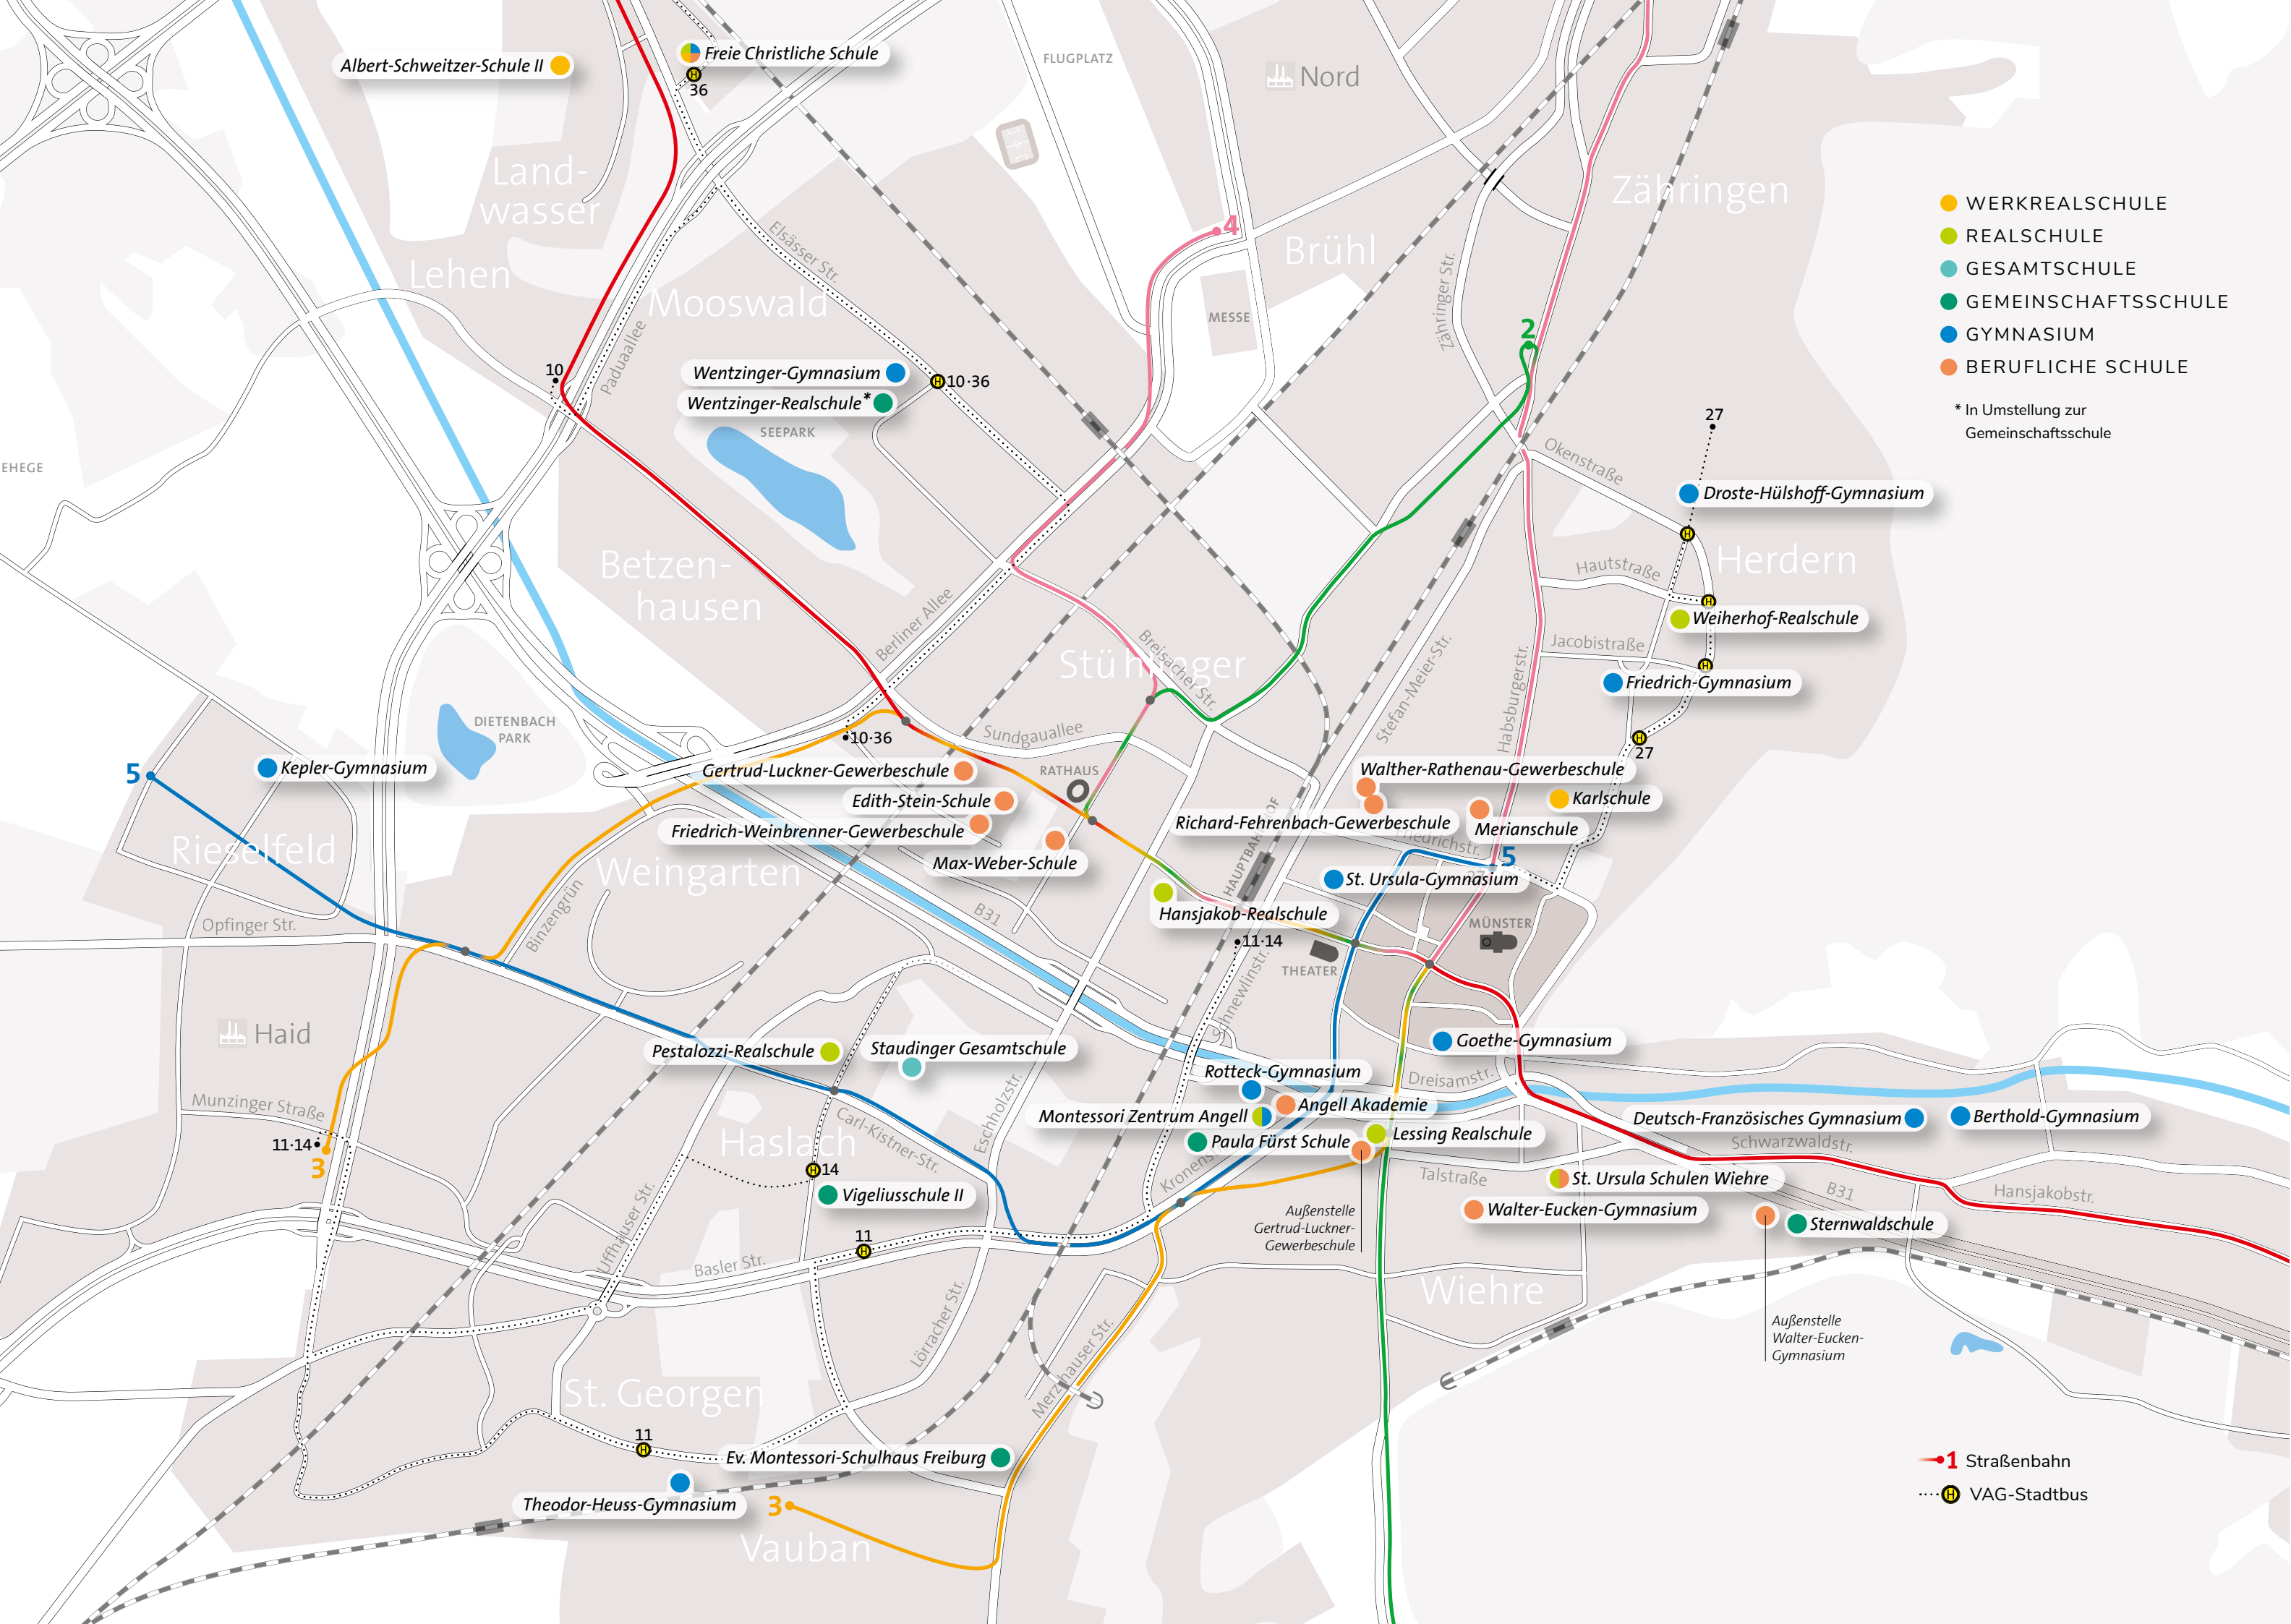 Albert-Schweitzer-Schule II
Freie Christliche Schule
36
FLUGPLATZ
Nord
Land-
wasser
Zähringen
WERKREALSCHULE
REALSCHULE
GESAMTSCHULE
GEMEINSCHAFTSSCHULE
GYMNASIUM
BERUFLICHE SCHULE
* In Umstellung zur
Gemeinschaftsschule
4
Elsässer Str.
Brühl
Lehen
Mooswald
MESSE
Zähringer Str.
2
Paduaallee
10
Wentzinger-Gymnasium
10·36
Wentzinger-Realschule*
SEEPARK
27
EHEGE
Okenstraße
Droste-Hülshoff-Gymnasium
H
Herdern
Hautstraße
Betzen-
hausen
Weiherhof-Realschule
Berliner Allee
Breisacher Str.
Stühlinger
Jacobistraße
Friedrich-Gymnasium
Stefan-Meier-Str.
Habsburgerstr.
DIETENBACH
PARK
Sundgauallee
10·36
27
5
Kepler-Gymnasium
Gertrud-Luckner-Gewerbeschule
RATHAUS
Walther-Rathenau-Gewerbeschule
Edith-Stein-Schule
Karlschule
Friedrich-Weinbrenner-Gewerbeschule
Richard-Fehrenbach-Gewerbeschule
Merianschule
Rieselfeld
Weingarten
Max-Weber-Schule
HAUPTBAHNHOF
Friedrichstr.
5
27
St. Ursula-Gymnasium
Opfinger Str.
Binzengrün
B31
Hansjakob-Realschule
MÜNSTER
11·14
THEATER
Schnewlinstr.
Haid
Pestalozzi-Realschule
Staudinger Gesamtschule
Goethe-Gymnasium
Rotteck-Gymnasium
Dreisamstr.
Munzinger Straße
Angell Akademie
Montessori Zentrum Angell
Deutsch-Französisches Gymnasium
Berthold-Gymnasium
11·14
3
Haslach
Carl-Kistner-Str.
Eschholzstr.
Paula Fürst Schule
Lessing Realschule
Schwarzwaldstr.
14
Kronenst
Talstraße
St. Ursula Schulen Wiehre
B31
Hansjakobstr.
Vigeliusschule II
Walter-Eucken-Gymnasium
Außenstelle
Gertrud-Luckner-
Gewerbeschule
Sternwaldschule
Uffhauser Str.
11
Basler Str.
Wiehre
Lörracher Str.
Außenstelle
Walter-Eucken-
Gymnasium
Merzhauser Str.
St. Georgen
11
Ev. Montessori-Schulhaus Freiburg
1 Straßenbahn
H VAG-Stadtbus
Theodor-Heuss-Gymnasium
3
Vauban